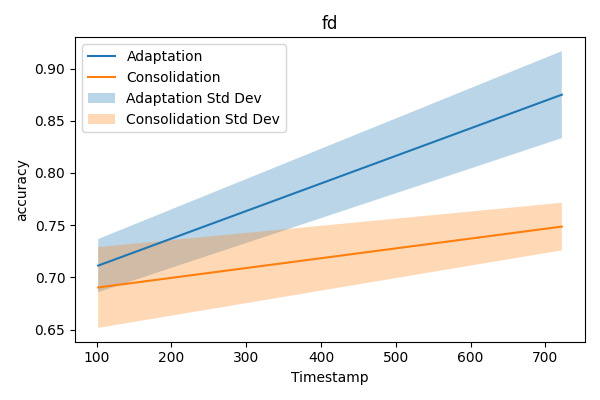 fd
Adaptation
Consolidation
Adaptation Std Dev
Consolidation Std Dev
accuracy
0.90
0.85
0.80
0.75
0.70
0.65
100 200 300 400 500 600 700
Timestamp